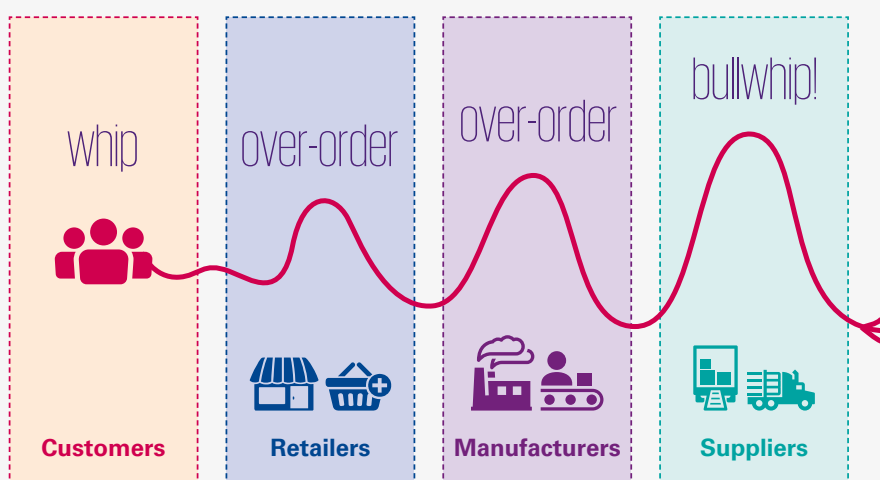 whip
over-order
over-order
bullwhip!
Customers
Retailers
Manufacturers
Suppliers